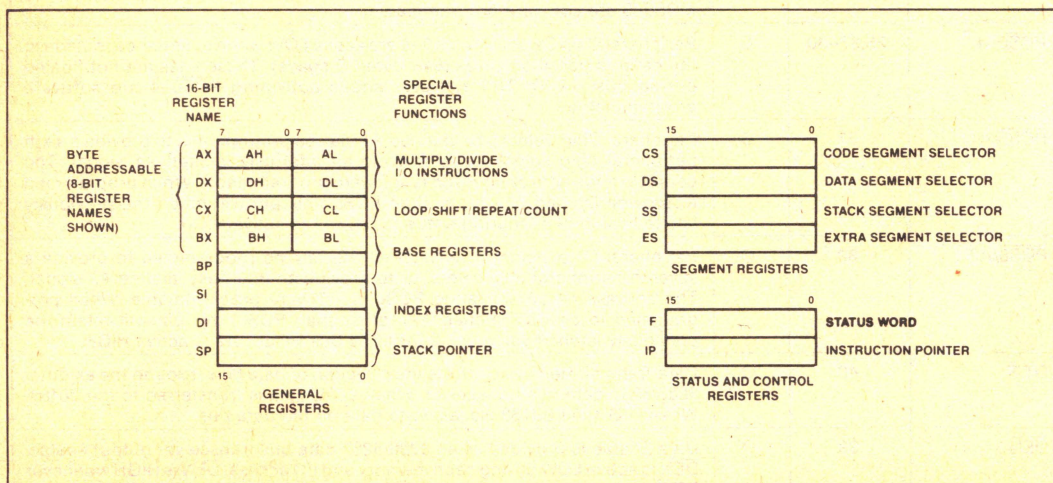 16-BIT
REGISTER
NAME
SPECIAL
REGISTER
FUNCTIONS
7 0 7 0
BYTE
ADDRESSABLE
(8-BIT
REGISTER
NAMES
SHOWN)
AX AH AL
DX DH DL
CX CH CL
BX BH BL
BP
SI
DI
SP
15 0
MULTIPLY/DIVIDE
I/O INSTRUCTIONS
LOOP/SHIFT/REPEAT/COUNT
BASE REGISTERS
INDEX REGISTERS
STACK POINTER
GENERAL
REGISTERS
15 0
CS CODE SEGMENT SELECTOR
DS DATA SEGMENT SELECTOR
SS STACK SEGMENT SELECTOR
ES EXTRA SEGMENT SELECTOR
SEGMENT REGISTERS
15 0
F STATUS WORD
IP INSTRUCTION POINTER
STATUS AND CONTROL
REGISTERS